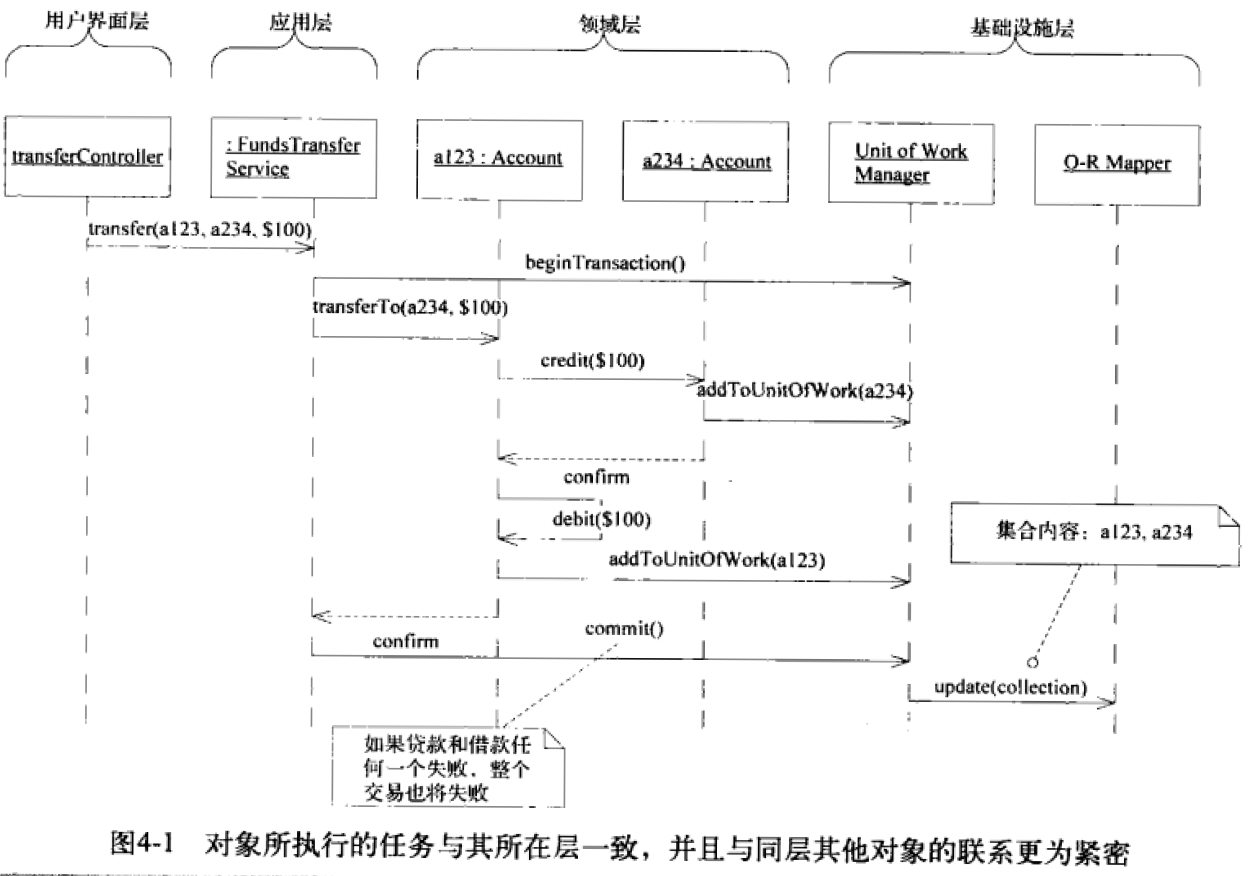 用户界面层 应用层 领域层 基础设施层
transferController
: FundsTransfer
Service
a123 : Account
a234 : Account
Unit of Work
Manager
O-R Mapper
transfer(a123, a234, $100)
beginTransaction()
transferTo(a234, $100)
credit($100)
addToUnitOfWork(a234)
confirm
debit($100)
集合内容：a123, a234
addToUnitOfWork(a123)
commit()
confirm
update(collection)
如果贷款和借款任
何一个失败，整个
交易也将失败
图4-1 对象所执行的任务与其所在层一致，并且与同层其他对象的联系更为紧密